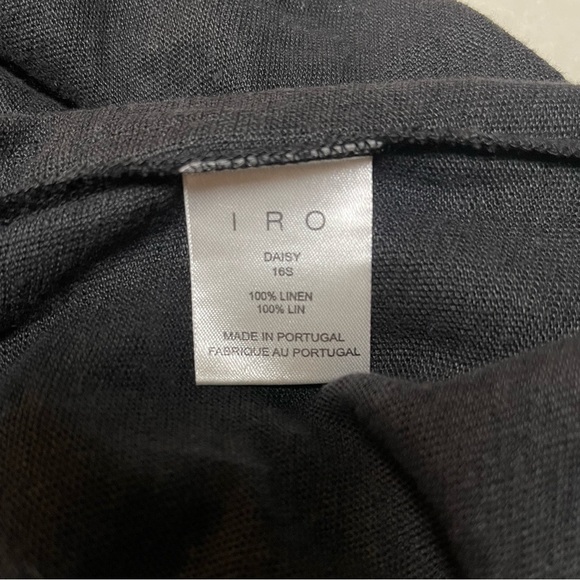 IRO
DAISY
16S
100% LINEN
100% LIN
MADE IN PORTUGAL
FABRIQUE AU PORTUGAL